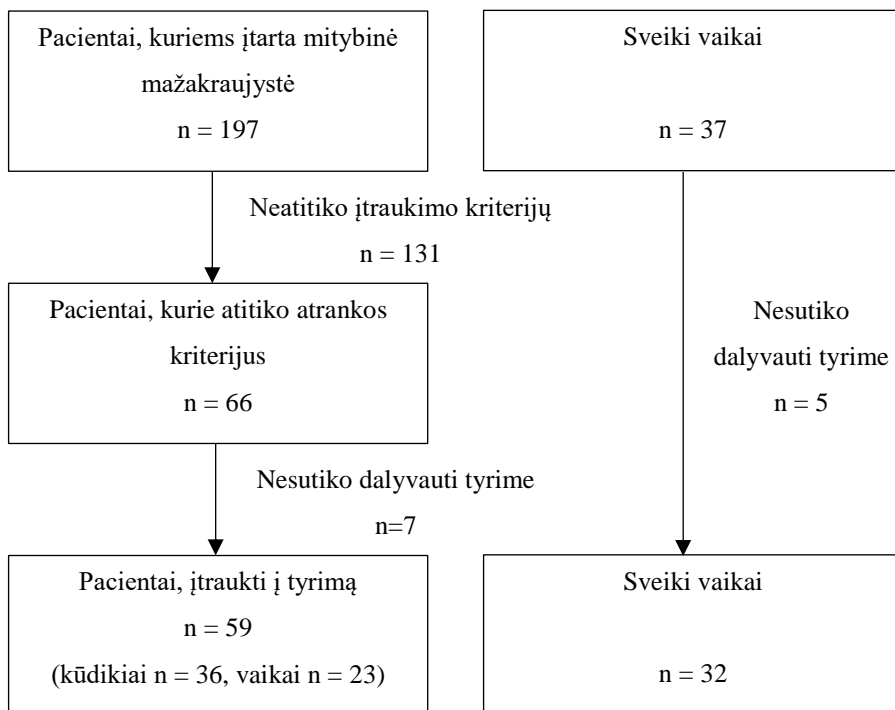 Pacientai, kuriems įtarta mitybinė
mažakraujystė
n = 197
Sveiki vaikai
n = 37
Neatitiko įtraukimo kriterijų
n = 131
Pacientai, kurie atitiko atrankos
kriterijus
n = 66
Nesutiko
dalyvauti tyrime
n = 5
Nesutiko dalyvauti tyrime
n=7
Pacientai, įtraukti į tyrimą
n = 59
(kūdikiai n = 36, vaikai n = 23)
Sveiki vaikai
n = 32